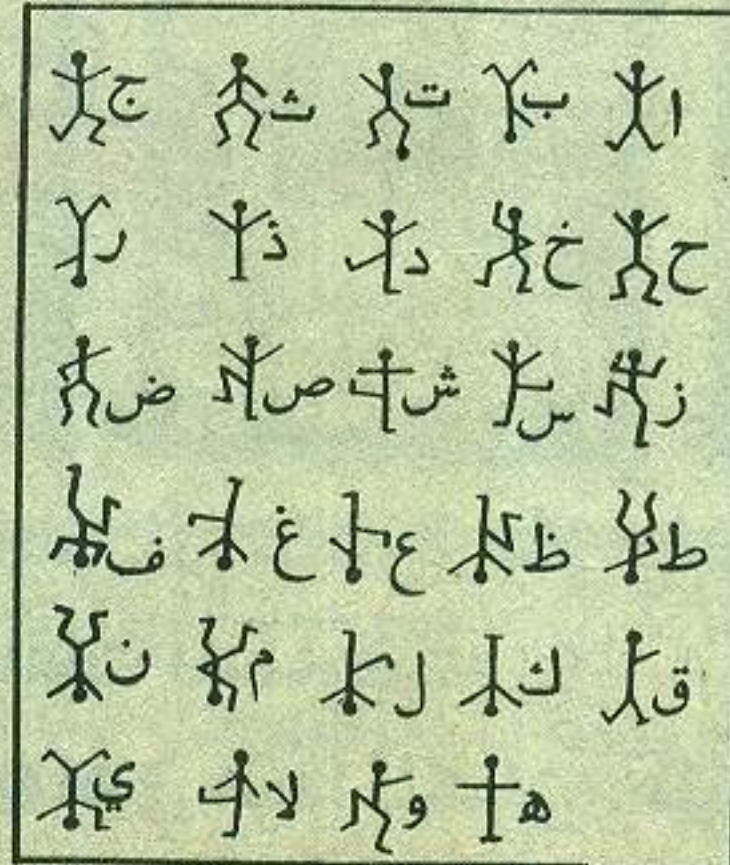 ا ب ت ث ج
ح خ د ذ ر
ز س ش ص ض
ط ظ ع غ ف
ق ك ل م ن
ه و لا ي